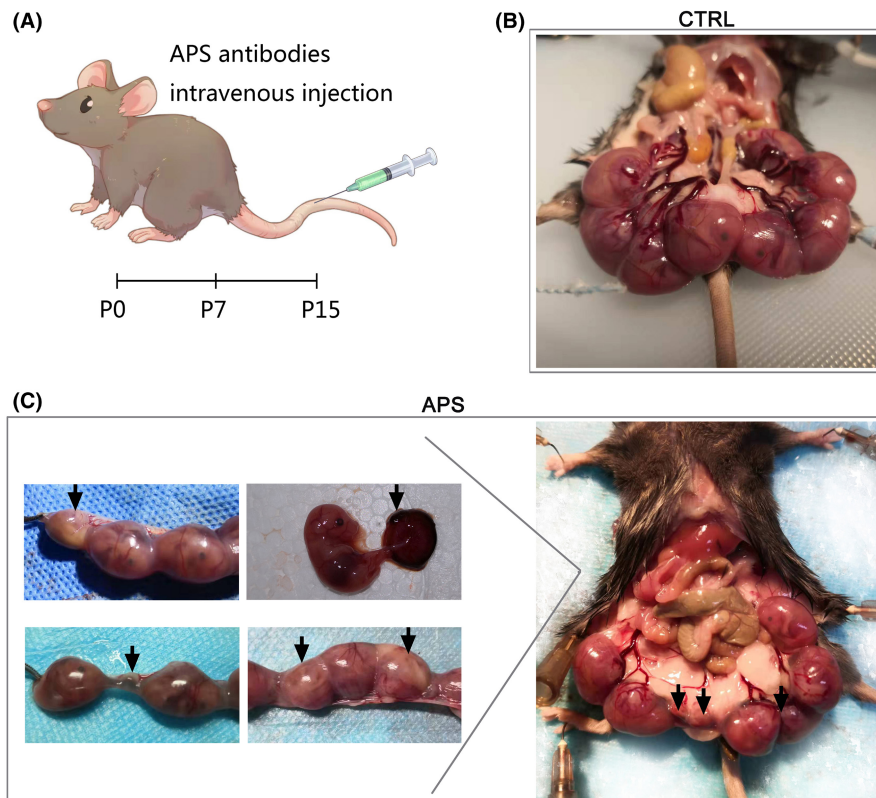 (A)
APS antibodies
intravenous injection
P0 P7 P15
(B)
CTRL
(C)
APS